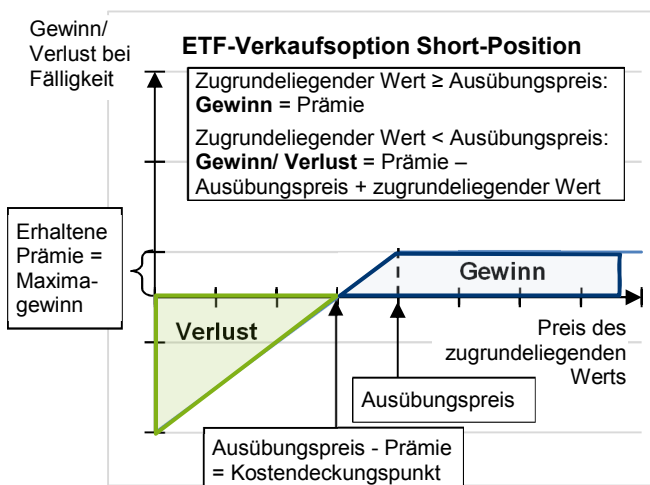 Gewinn/
Verlust bei
Fälligkeit
ETF-Verkaufsoption Short-Position
Zugrundeliegender Wert ≥ Ausübungspreis:
Gewinn = Prämie
Zugrundeliegender Wert < Ausübungspreis:
Gewinn/ Verlust = Prämie –
Ausübungspreis + zugrundeliegender Wert
Erhaltene
Prämie =
Maxima-
gewinn
Gewinn
Verlust
Preis des
zugrundeliegenden
Werts
Ausübungspreis
Ausübungspreis - Prämie
= Kostendeckungspunkt